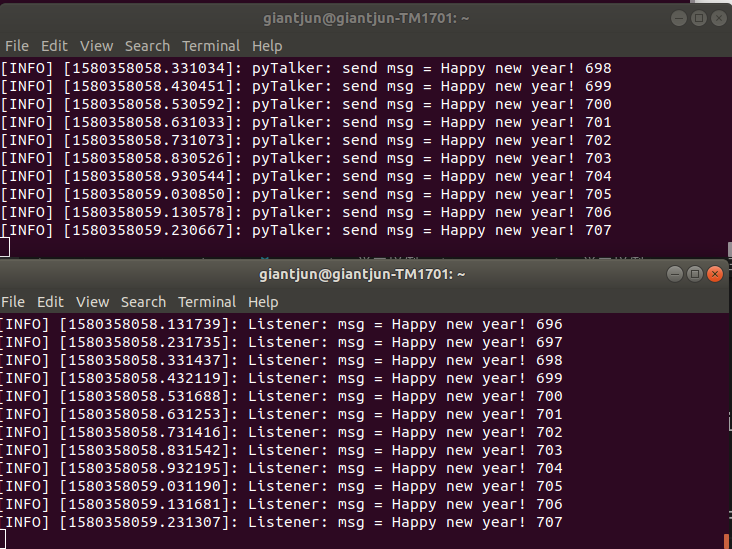 giantjun@giantjun-TM1701: ~
File Edit View Search Terminal Help
[INFO] [1580358058.331034]: pyTalker: send msg = Happy new year! 698
[INFO] [1580358058.430451]: pyTalker: send msg = Happy new year! 699
[INFO] [1580358058.530592]: pyTalker: send msg = Happy new year! 700
[INFO] [1580358058.631033]: pyTalker: send msg = Happy new year! 701
[INFO] [1580358058.731073]: pyTalker: send msg = Happy new year! 702
[INFO] [1580358058.830526]: pyTalker: send msg = Happy new year! 703
[INFO] [1580358058.930544]: pyTalker: send msg = Happy new year! 704
[INFO] [1580358059.030850]: pyTalker: send msg = Happy new year! 705
[INFO] [1580358059.130578]: pyTalker: send msg = Happy new year! 706
[INFO] [1580358059.230667]: pyTalker: send msg = Happy new year! 707
giantjun@giantjun-TM1701: ~
File Edit View Search Terminal Help
[INFO] [1580358058.131739]: Listener: msg = Happy new year! 696
[INFO] [1580358058.231735]: Listener: msg = Happy new year! 697
[INFO] [1580358058.331437]: Listener: msg = Happy new year! 698
[INFO] [1580358058.432119]: Listener: msg = Happy new year! 699
[INFO] [1580358058.531688]: Listener: msg = Happy new year! 700
[INFO] [1580358058.631253]: Listener: msg = Happy new year! 701
[INFO] [1580358058.731416]: Listener: msg = Happy new year! 702
[INFO] [1580358058.831542]: Listener: msg = Happy new year! 703
[INFO] [1580358058.932195]: Listener: msg = Happy new year! 704
[INFO] [1580358059.031190]: Listener: msg = Happy new year! 705
[INFO] [1580358059.131681]: Listener: msg = Happy new year! 706
[INFO] [1580358059.231307]: Listener: msg = Happy new year! 707